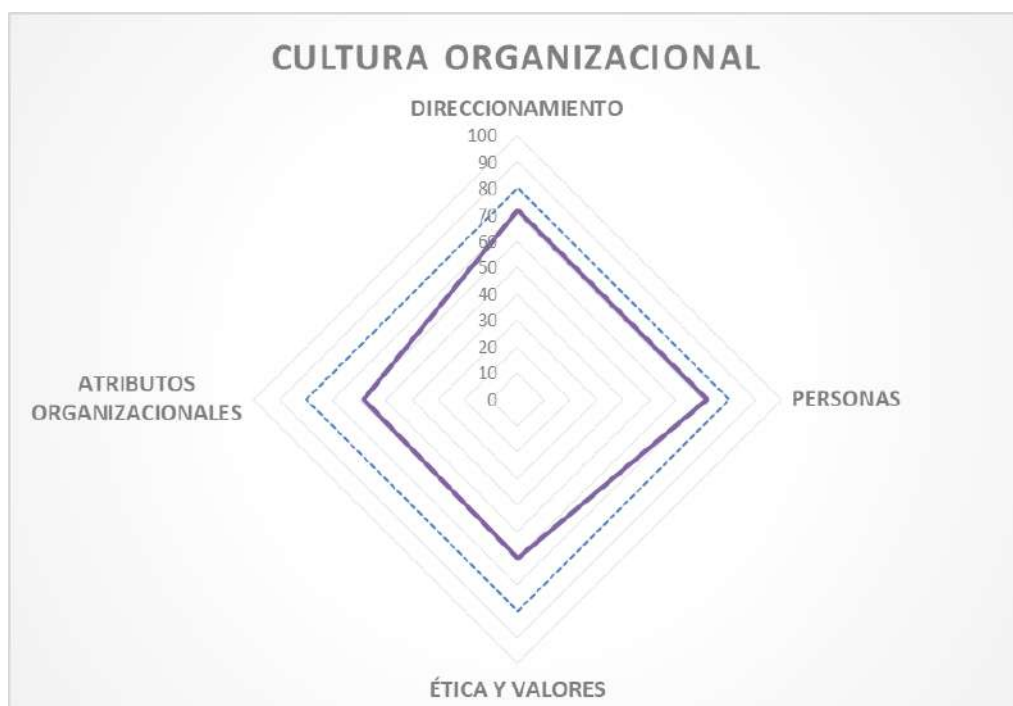 CULTURA ORGANIZACIONAL
DIRECCIONAMIENTO
100
90
80
70
60
50
40
30
20
10
0
ATRIBUTOS
ORGANIZACIONALES
PERSONAS
ÉTICA Y VALORES